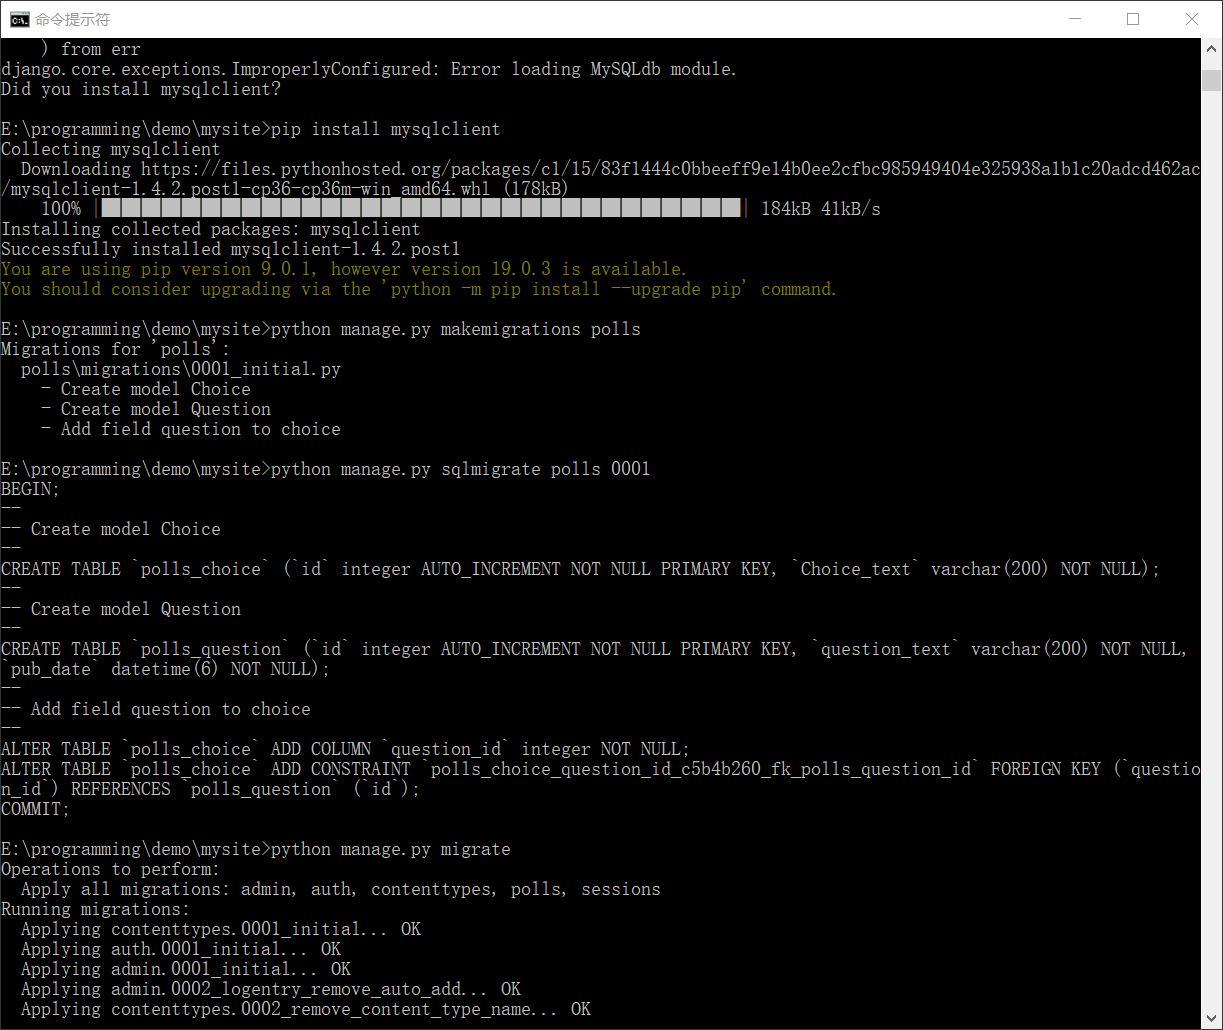 命令提示符
) from err
django.core.exceptions.ImproperlyConfigured: Error loading MySQLdb module.
Did you install mysqlclient?
E:\programming\demo\mysite>pip install mysqlclient
Collecting mysqlclient
Downloading https://files.pythonhosted.org/packages/c1/15/83f1444c0bbeeff9e14b0ee2cfbc985949404e325938a1b1c20adcd462ac
/mysqlclient-1.4.2.post1-cp36-cp36m-win_amd64.whl (178kB)
100% |████████████████████████████████| 184kB 41kB/s
Installing collected packages: mysqlclient
Successfully installed mysqlclient-1.4.2.post1
You are using pip version 9.0.1, however version 19.0.3 is available.
You should consider upgrading via the 'python -m pip install --upgrade pip' command.
E:\programming\demo\mysite>python manage.py makemigrations polls
Migrations for 'polls':
polls\migrations\0001_initial.py
- Create model Choice
- Create model Question
- Add field question to choice
E:\programming\demo\mysite>python manage.py sqlmigrate polls 0001
BEGIN;
--
-- Create model Choice
--
CREATE TABLE `polls_choice` (`id` integer AUTO_INCREMENT NOT NULL PRIMARY KEY, `Choice_text` varchar(200) NOT NULL);
--
-- Create model Question
--
CREATE TABLE `polls_question` (`id` integer AUTO_INCREMENT NOT NULL PRIMARY KEY, `question_text` varchar(200) NOT NULL,
`pub_date` datetime(6) NOT NULL);
--
-- Add field question to choice
--
ALTER TABLE `polls_choice` ADD COLUMN `question_id` integer NOT NULL;
ALTER TABLE `polls_choice` ADD CONSTRAINT `polls_choice_question_id_c5b4b260_fk_polls_question_id` FOREIGN KEY (`questio
n_id`) REFERENCES `polls_question` (`id`);
COMMIT;
E:\programming\demo\mysite>python manage.py migrate
Operations to perform:
Apply all migrations: admin, auth, contenttypes, polls, sessions
Running migrations:
Applying contenttypes.0001_initial... OK
Applying auth.0001_initial... OK
Applying admin.0001_initial... OK
Applying admin.0002_logentry_remove_auto_add... OK
Applying contenttypes.0002_remove_content_type_name... OK